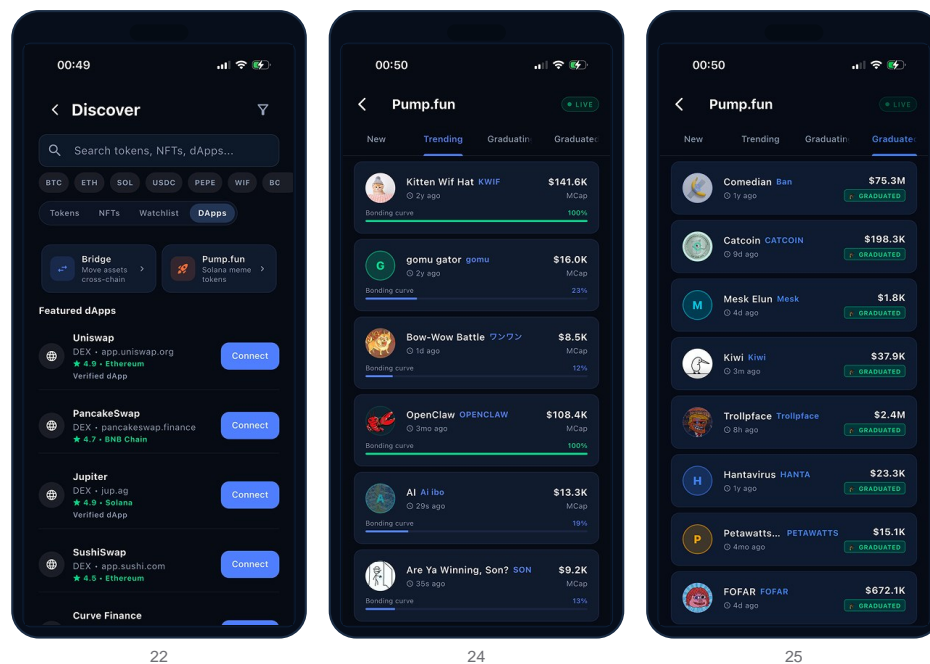 00:49
Discover
Search tokens, NFTs, dApps...
BTC ETH SOL USDC PEPE WIF BC
Tokens NFTs Watchlist DApps
Bridge
Move assets
cross-chain
Pump.fun
Solana meme
tokens
Featured dApps
Uniswap
DEX • app.uniswap.org
★ 4.9 • Ethereum
Verified dApp
Connect
PancakeSwap
DEX • pancakeswap.finance
★ 4.7 • BNB Chain
Connect
Jupiter
DEX • jup.ag
★ 4.9 • Solana
Verified dApp
Connect
SushiSwap
DEX • app.sushi.com
★ 4.5 • Ethereum
Connect
Curve Finance
22
00:50
Pump.fun
LIVE
New Trending Graduatin Graduated
Kitten Wif Hat KWIF $141.6K
2y ago MCap
Bonding curve 100%
G
gomu gator gomu $16.0K
2y ago MCap
Bonding curve 23%
Bow-Wow Battle ワンワン $8.5K
1d ago MCap
Bonding curve 12%
OpenClaw OPENCLAW $108.4K
3mo ago MCap
Bonding curve 100%
A
AI Ai ibo $13.3K
29s ago MCap
Bonding curve 19%
Are Ya Winning, Son? SON $9.2K
35s ago MCap
Bonding curve 13%
24
00:50
Pump.fun
LIVE
New Trending Graduatin Graduated
Comedian Ban $75.3M
1y ago GRADUATED
Catcoin CATCOIN $198.3K
9d ago GRADUATED
M
Mesk Elun Mesk $1.8K
4d ago GRADUATED
Kiwi Kiwi $37.9K
3m ago GRADUATED
Trollpface Trollpface $2.4M
8h ago GRADUATED
H
Hantavirus HANTA $23.3K
1y ago GRADUATED
P
Petawatts... PETAWATTS $15.1K
4mo ago GRADUATED
FOFAR FOFAR $672.1K
4d ago GRADUATED
25